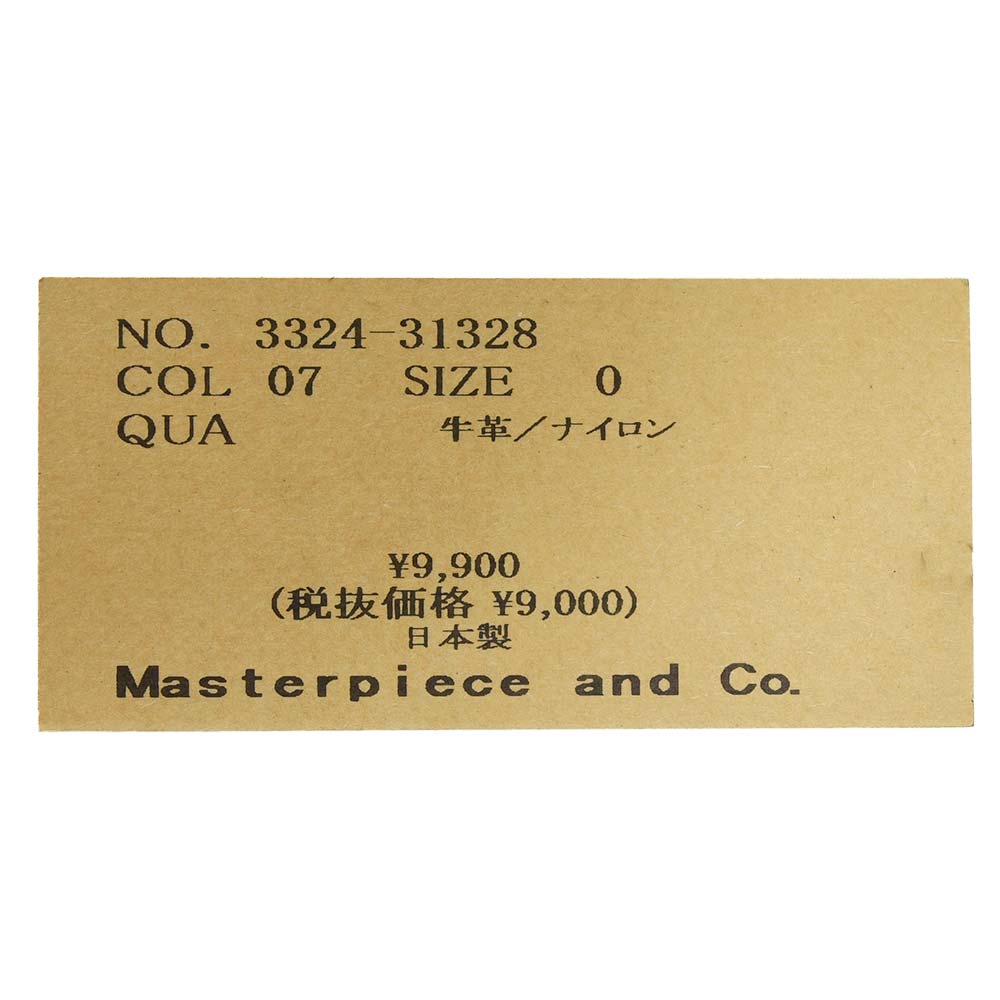 NO. 3324-31328
COL 07 SIZE 0
QUA 牛革／ナイロン
¥9,900
(税抜価格 ¥9,000)
日本製
Masterpiece and Co.